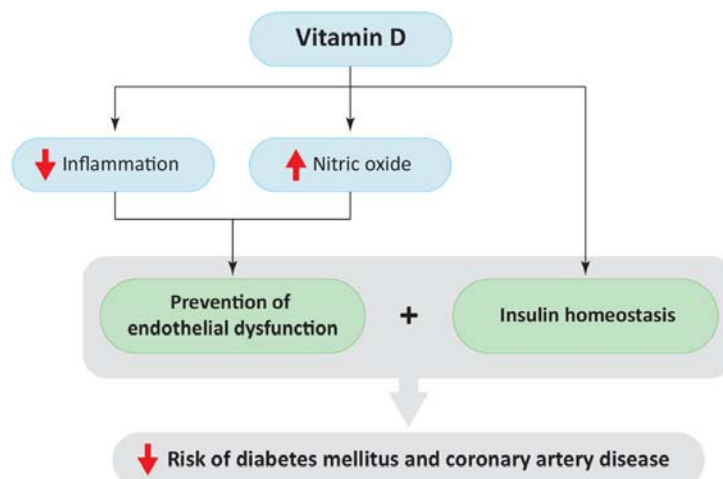 Vitamin D
Inflammation
Nitric oxide
Prevention of
endothelial dysfunction
+
Insulin homeostasis
Risk of diabetes mellitus and coronary artery disease